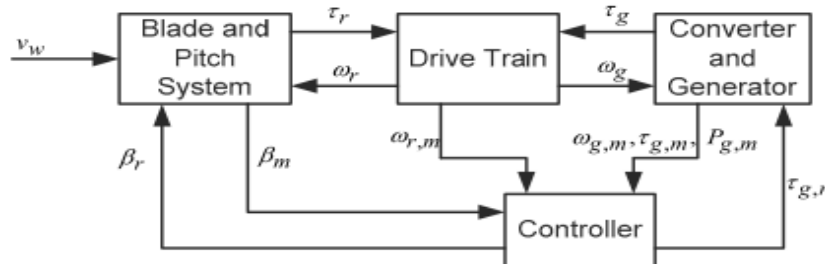 v_w
Blade and Pitch System
τ_r
ω_r
Drive Train
τ_g
ω_g
Converter and Generator
β_r
β_m
ω_{r,m}
ω_{g,m}, τ_{g,m}, P_{g,m}
Controller